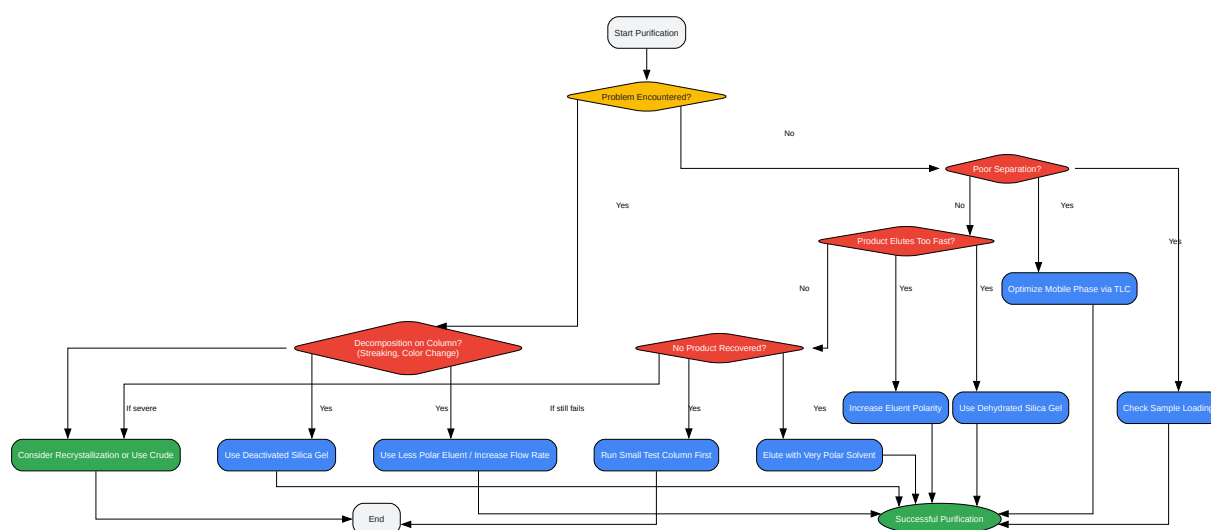 Start Purification
Problem Encountered?
No
Poor Separation?
Yes
No
Yes
Product Elutes Too Fast?
Yes
No
Yes
Yes
Optimize Mobile Phase via TLC
Decomposition on Column?
(Streaking, Color Change)
No Product Recovered?
If severe
Yes
Yes
If still fails
Yes
Yes
Increase Eluent Polarity
Use Dehydrated Silica Gel
Check Sample Loading
Consider Recrystallization or Use Crude
Use Deactivated Silica Gel
Use Less Polar Eluent / Increase Flow Rate
Run Small Test Column First
Elute with Very Polar Solvent
End
Successful Purification